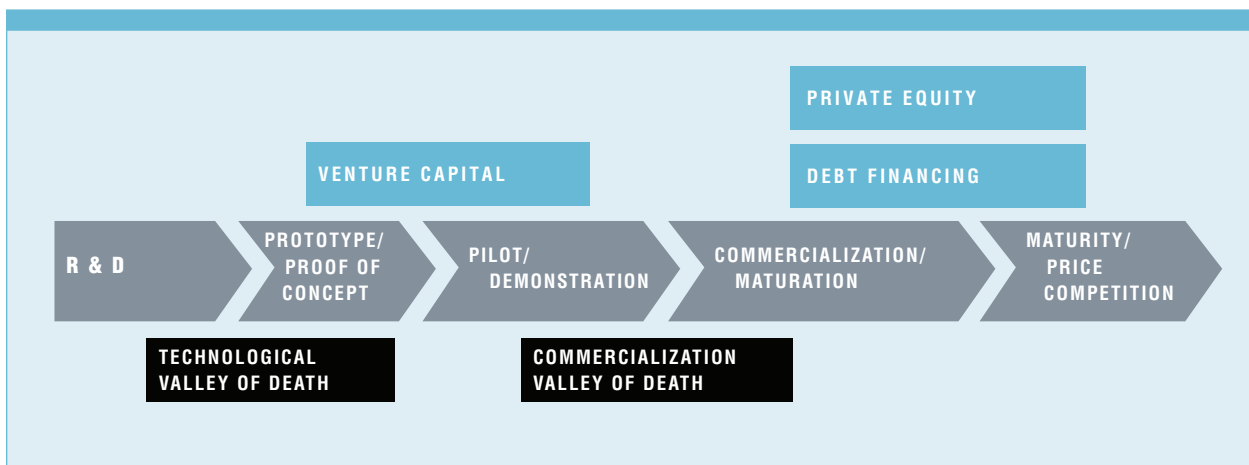 PRIVATE EQUITY
VENTURE CAPITAL
DEBT FINANCING
R & D
PROTOTYPE/
PROOF OF
CONCEPT
PILOT/
DEMONSTRATION
COMMERCIALIZATION/
MATURATION
MATURITY/
PRICE
COMPETITION
TECHNOLOGICAL
VALLEY OF DEATH
COMMERCIALIZATION
VALLEY OF DEATH